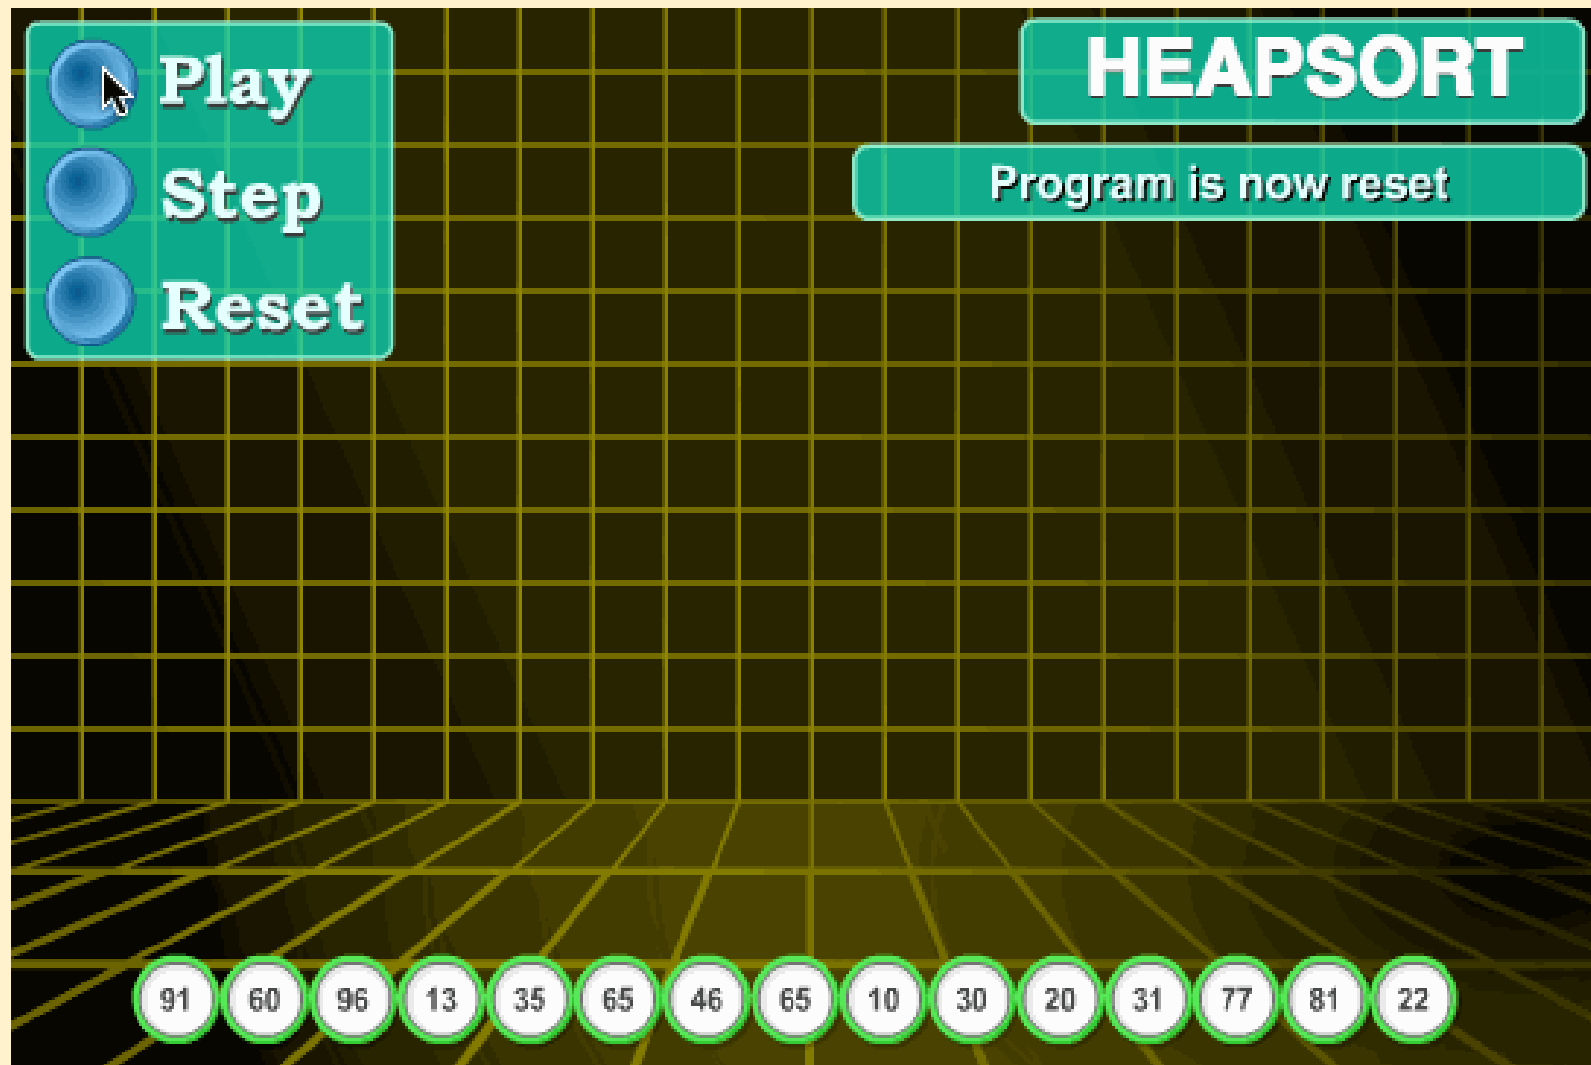 Play
Step
Reset
HEAPSORT
Program is now reset
91 60 96 13 35 65 46 65 10 30 20 31 77 81 22